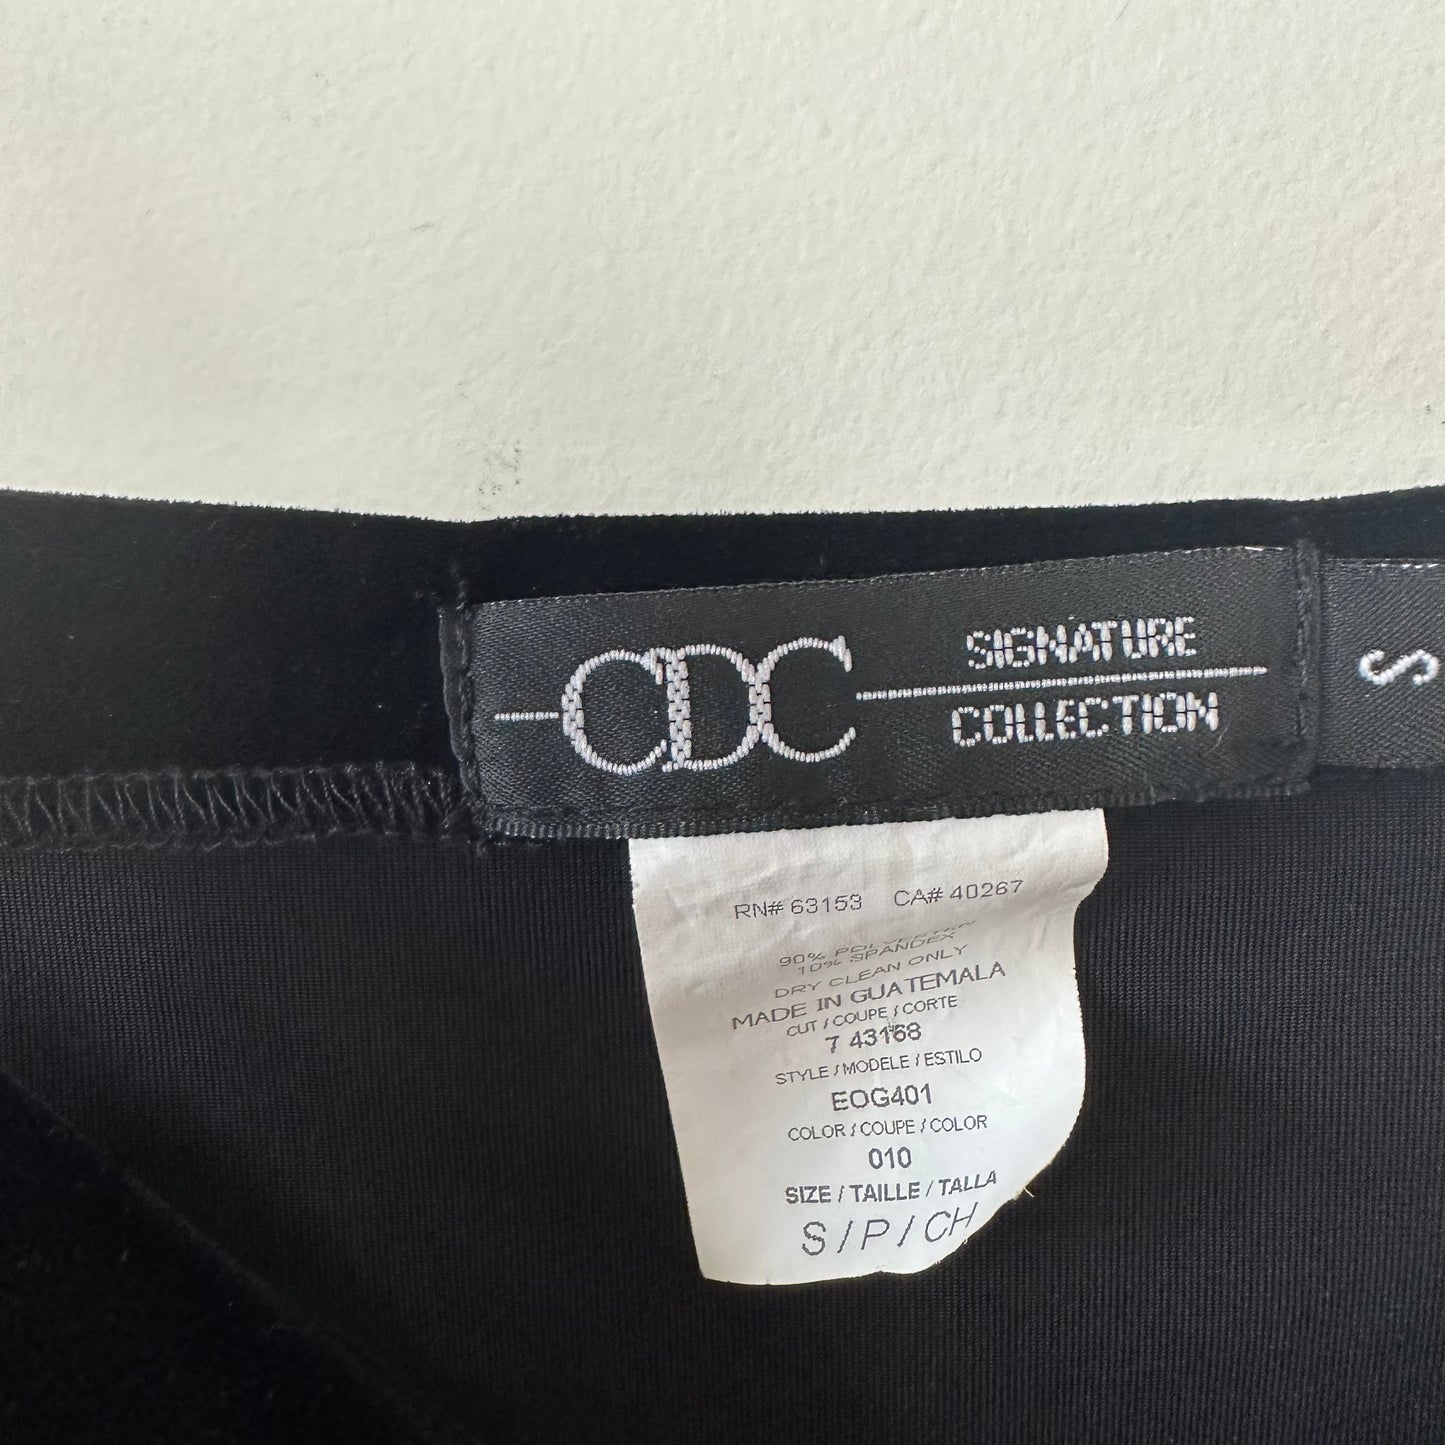 CDC
SIGNATURE
COLLECTION
S
RN# 63153 CA# 40267
90% POLYESTER
10% SPANDEX
DRY CLEAN ONLY
MADE IN GUATEMALA
CUT / COUPE / CORTE
7 43168
STYLE / MODELE / ESTILO
EOG401
COLOR / COUPE / COLOR
010
SIZE / TAILLE / TALLA
S / P / CH